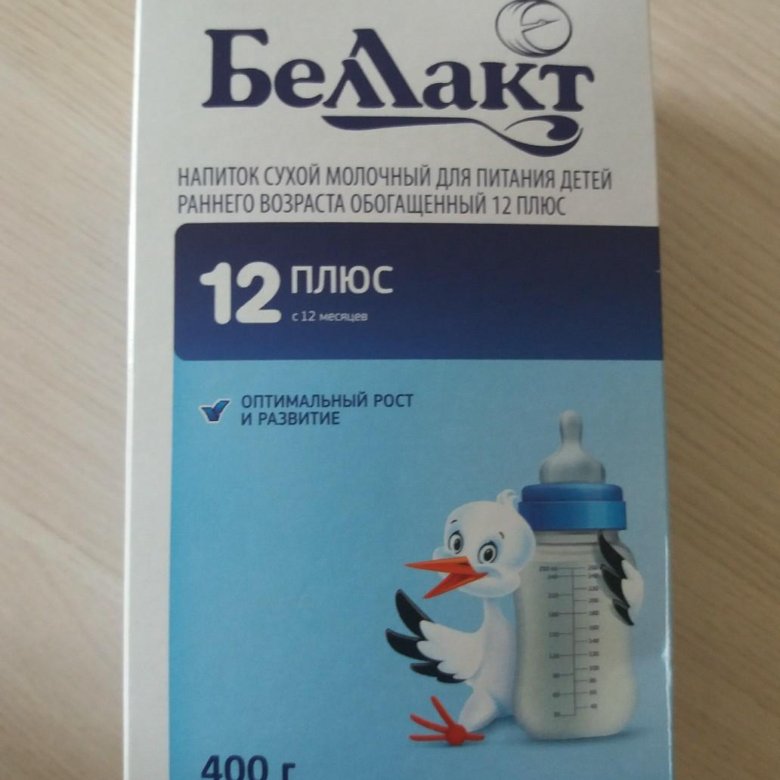 Беллакт
НАПИТОК СУХОЙ МОЛОЧНЫЙ ДЛЯ ПИТАНИЯ ДЕТЕЙ
РАННЕГО ВОЗРАСТА ОБОГАЩЕННЫЙ 12 ПЛЮС
12 ПЛЮС
с 12 месяцев
ОПТИМАЛЬНЫЙ РОСТ
И РАЗВИТИЕ
400 г